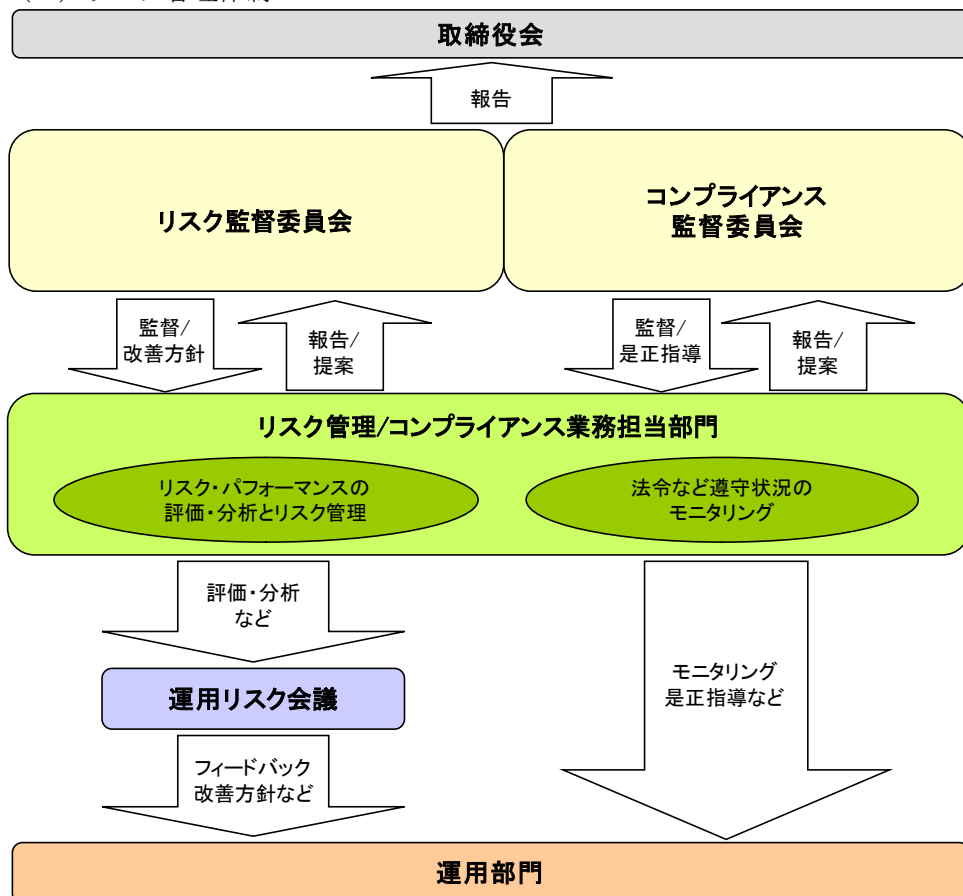 取締役会
報告
リスク監督委員会
コンプライアンス
監督委員会
監督/
改善方針
報告/
提案
監督/
是正指導
報告/
提案
リスク管理/コンプライアンス業務担当部門
リスク・パフォーマンスの
評価・分析とリスク管理
法令など遵守状況の
モニタリング
評価・分析
など
運用リスク会議
モニタリング
是正指導など
フィードバック
改善方針など
運用部門